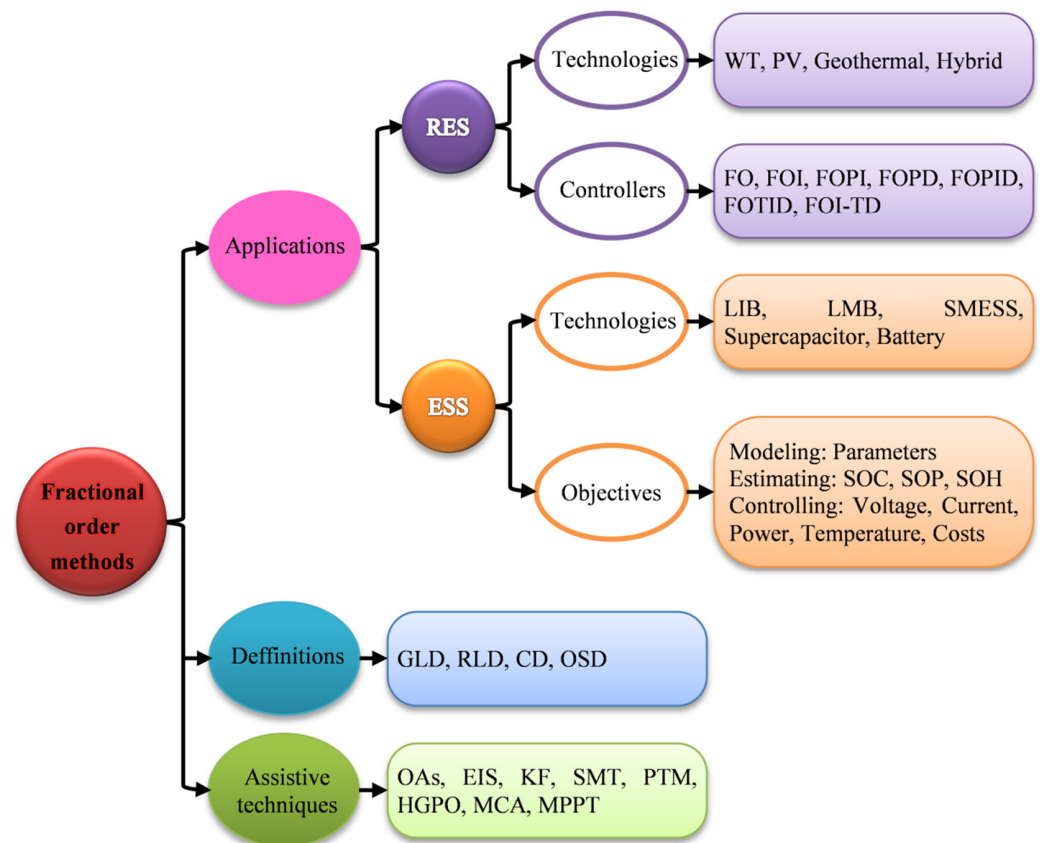 Technologies
WT, PV, Geothermal, Hybrid
RES
Controllers
FO, FOI, FOPI, FOPD, FOPID,
FOTID, FOI-TD
Applications
Technologies
LIB, LMB, SMESS,
Supercapacitor, Battery
ESS
Objectives
Modeling: Parameters
Estimating: SOC, SOP, SOH
Controlling: Voltage, Current,
Power, Temperature, Costs
Fractional
order
methods
Deffinitions
GLD, RLD, CD, OSD
Assistive
techniques
OAs, EIS, KF, SMT, PTM,
HGPO, MCA, MPPT